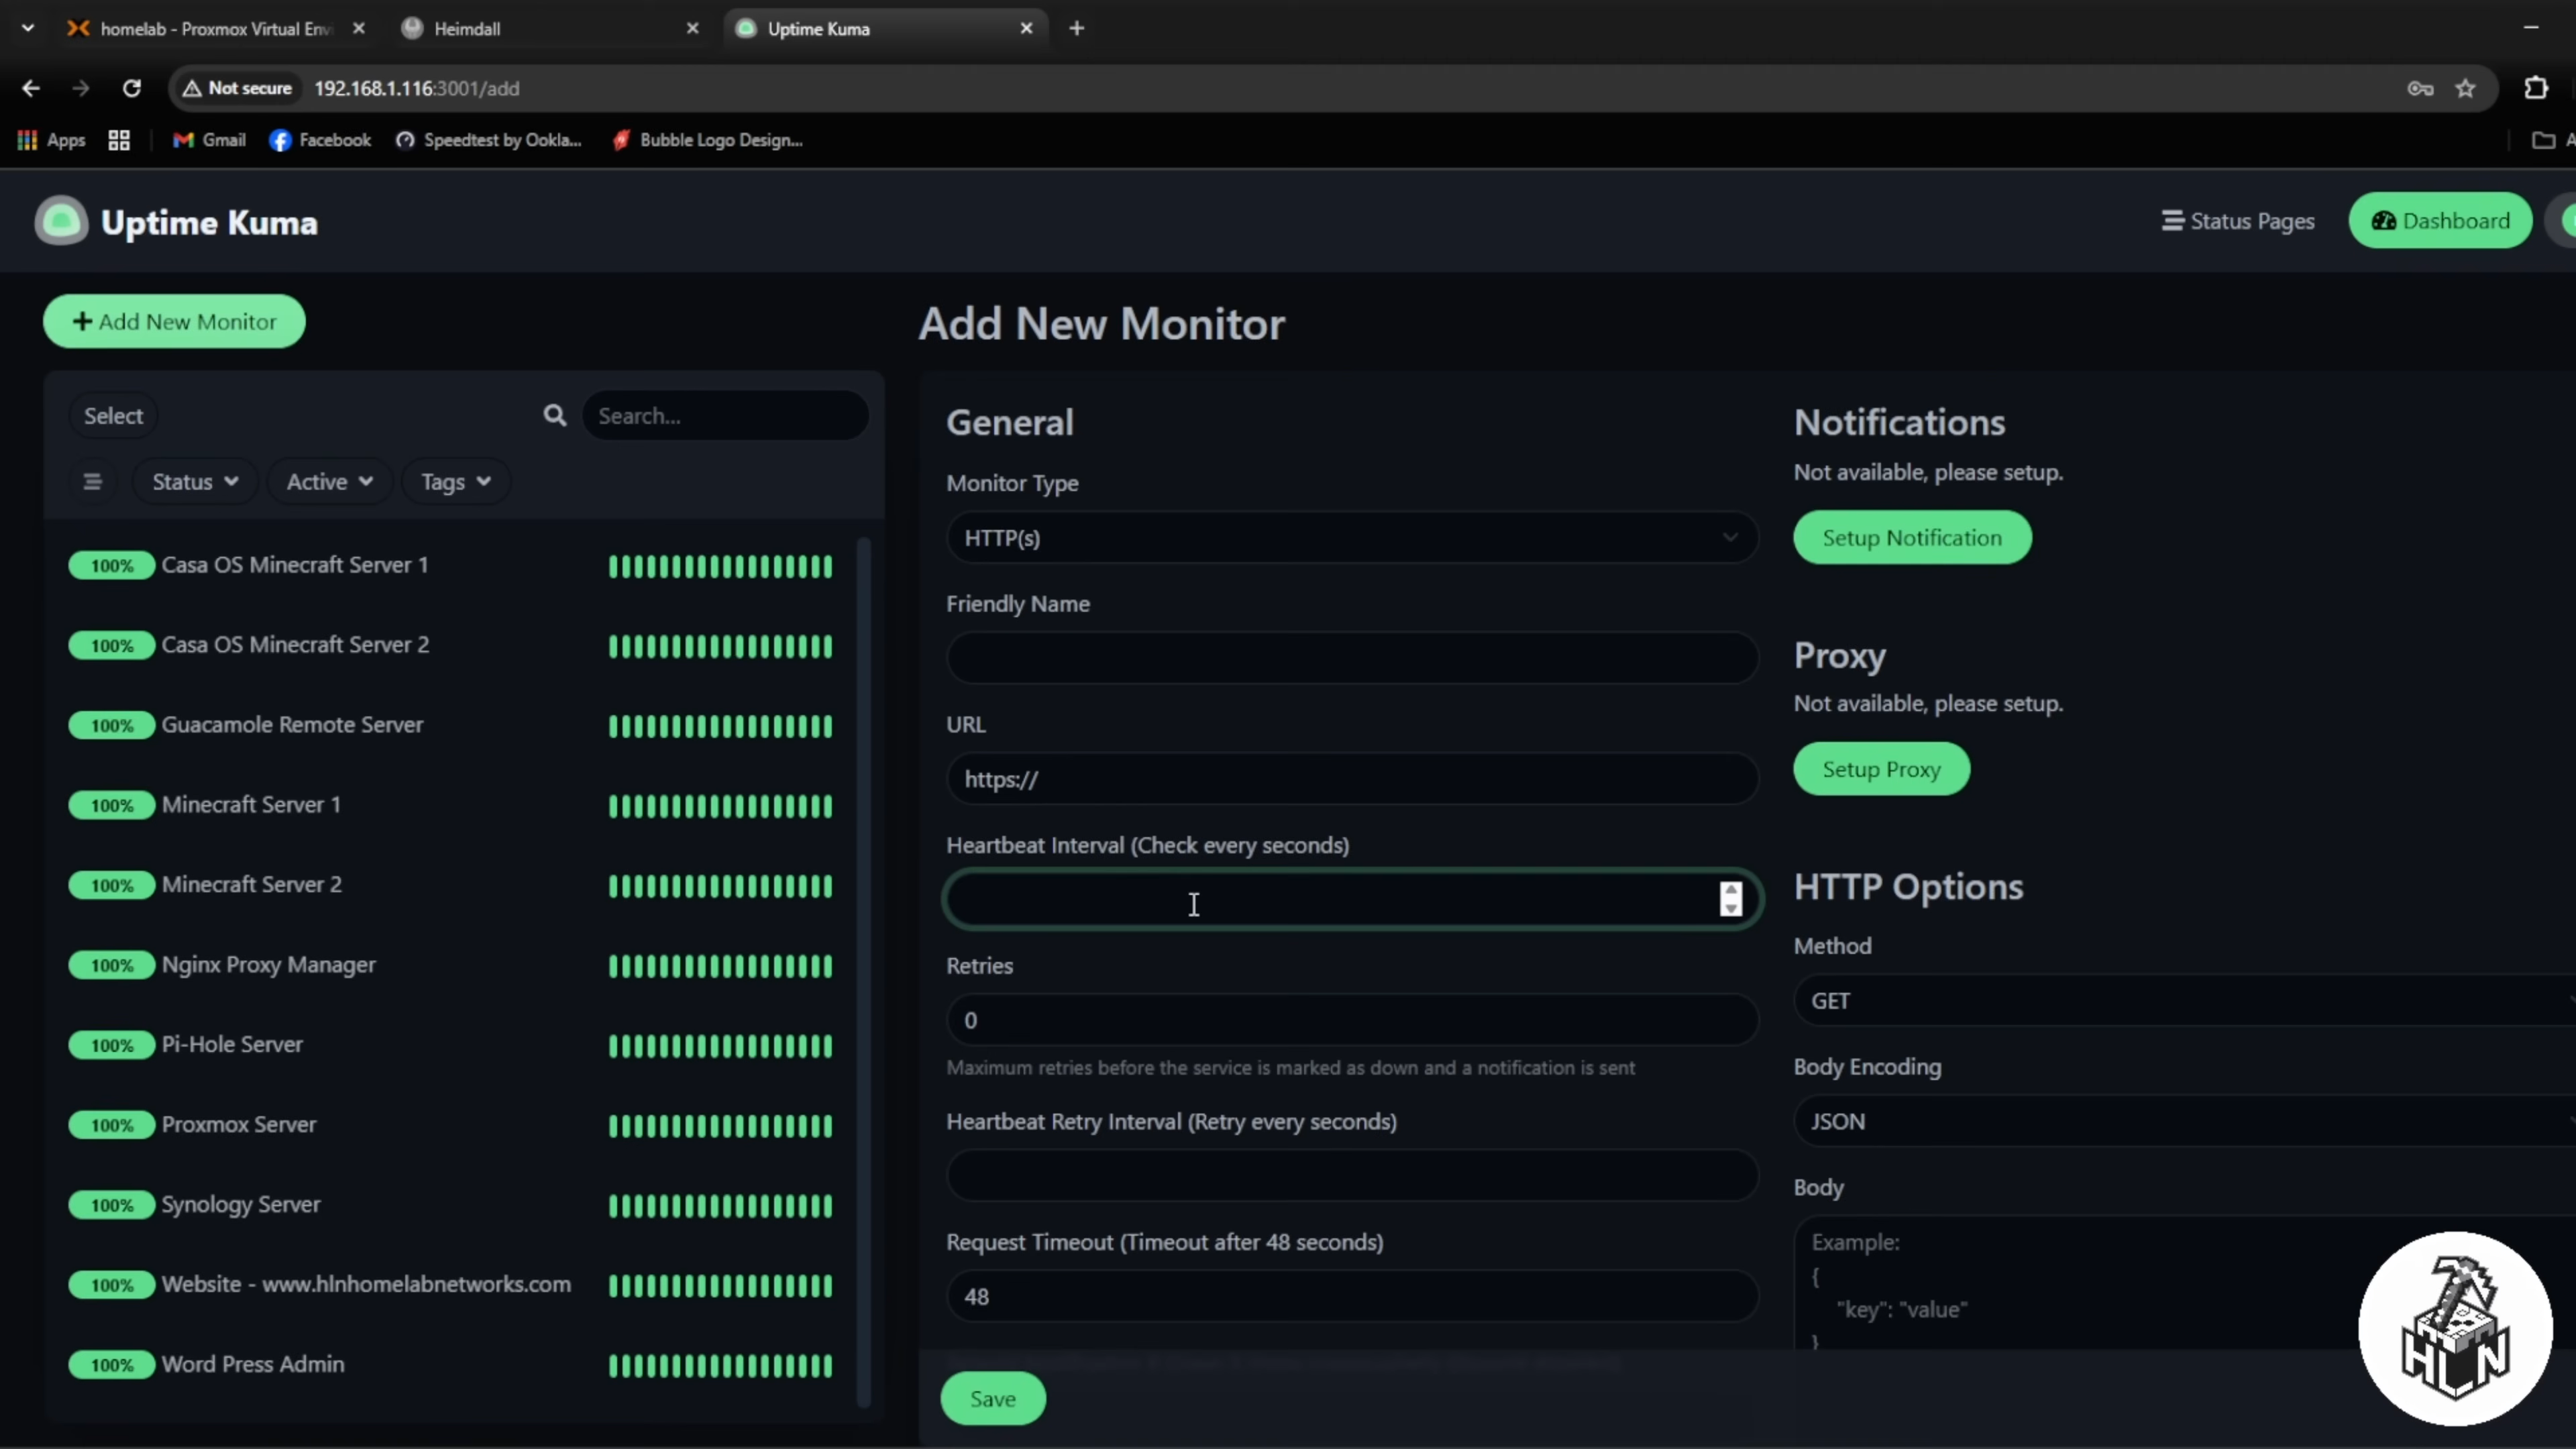 homelab - Proxmox Virtual Envi
Heimdall
Uptime Kuma
Not secure
192.168.1.116:3001/add
Apps
Gmail
Facebook
Speedtest by Ookla...
Bubble Logo Design...
A
Uptime Kuma
Status Pages
Dashboard
+ Add New Monitor
Add New Monitor
Select
Search...
Status
Active
Tags
100% Casa OS Minecraft Server 1
100% Casa OS Minecraft Server 2
100% Guacamole Remote Server
100% Minecraft Server 1
100% Minecraft Server 2
100% Nginx Proxy Manager
100% Pi-Hole Server
100% Proxmox Server
100% Synology Server
100% Website - www.hlnhomelabnetworks.com
100% Word Press Admin
General
Monitor Type
HTTP(s)
Friendly Name
URL
https://
Heartbeat Interval (Check every seconds)
Retries
0
Maximum retries before the service is marked as down and a notification is sent
Heartbeat Retry Interval (Retry every seconds)
Request Timeout (Timeout after 48 seconds)
48
Save
Notifications
Not available, please setup.
Setup Notification
Proxy
Not available, please setup.
Setup Proxy
HTTP Options
Method
GET
Body Encoding
JSON
Body
Example:
{
"key": "value"
}
HLN